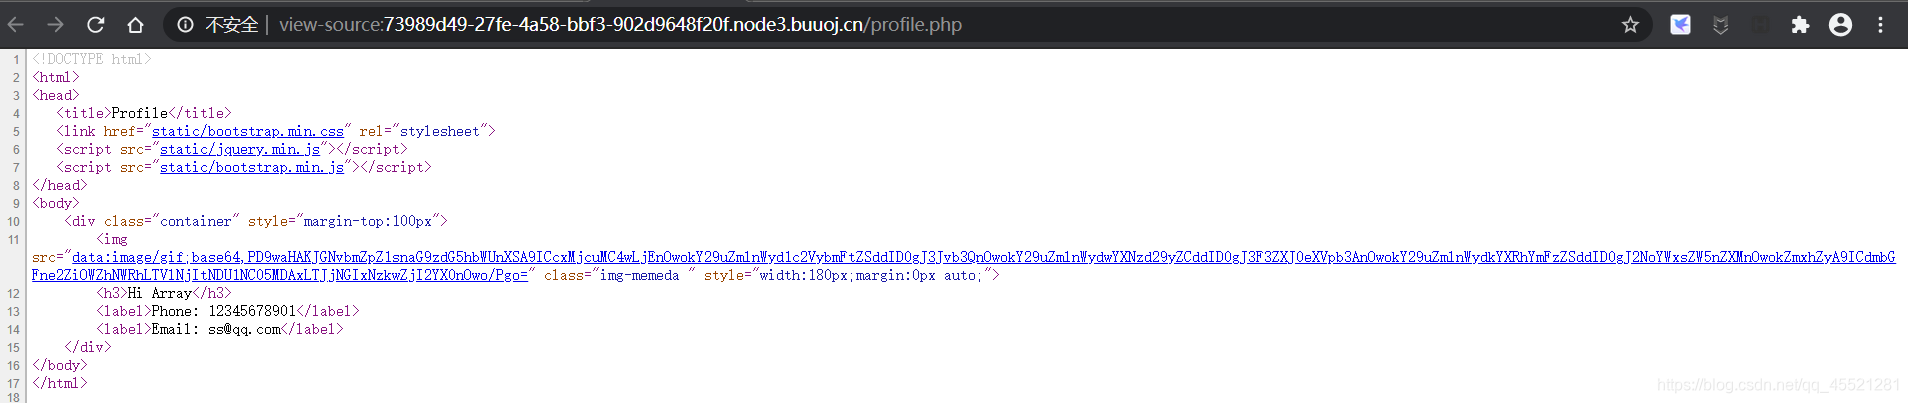 不安全 | view-source:73989d49-27fe-4a58-bbf3-902d9648f20f.node3.buuoj.cn/profile.php
1 <!DOCTYPE html>
2 <html>
3 <head>
4 <title>Profile</title>
5 <link href="static/bootstrap.min.css" rel="stylesheet">
6 <script src="static/jquery.min.js"></script>
7 <script src="static/bootstrap.min.js"></script>
8 </head>
9 <body>
10 <div class="container" style="margin-top:100px">
11 <img
src="data:image/gif;base64,PD9waHAKJGNvbmZpZ1snaG9zdG5hbWUnXSA9ICcxMjcuMC4wLjEnOwokY29uZmlnWyd1c2VybmFtZSddID0gJ3Jvb3QnOwokY29uZmlnWydwYXNzd29yZCddID0gJ3F3ZXJ0eXVpb3AnOwokY29uZmlnWydkYXRhYmFzZSddID0gJ2NoYWxsZW5nZXMnOwokZmxhZyA9ICdmbG
Fne2ZiOWZhNWRhLTV1NjItNDU1NC05MDAxLTJjNGIxNzkwZjI2YX0nOwo/Pgo=" class="img-memeda " style="width:180px;margin:0px auto;">
12 <h3>Hi Array</h3>
13 <label>Phone: 12345678901</label>
14 <label>Email: ss@qq.com</label>
15 </div>
16 </body>
17 </html>
18
https://blog.csdn.net/qq_45521281